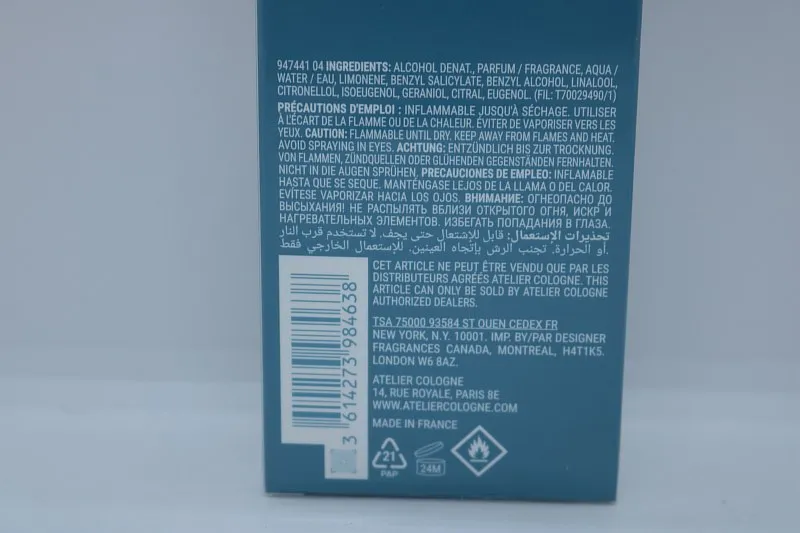 947441 04 INGREDIENTS: ALCOHOL DENAT., PARFUM / FRAGRANCE, AQUA /
WATER / EAU, LIMONENE, BENZYL SALICYLATE, BENZYL ALCOHOL, LINALOOL,
CITRONELLOL, ISOEUGENOL, GERANIOL, CITRAL, EUGENOL. (FIL: T70029490/1)
PRÉCAUTIONS D'EMPLOI : INFLAMMABLE JUSQU'À SÉCHAGE. UTILISER
À L'ÉCART DE LA FLAMME OU DE LA CHALEUR. ÉVITER DE VAPORISER VERS LES
YEUX. CAUTION: FLAMMABLE UNTIL DRY. KEEP AWAY FROM FLAMES AND HEAT.
AVOID SPRAYING IN EYES. ACHTUNG: ENTZÜNDLICH BIS ZUR TROCKNUNG.
VON FLAMMEN, ZÜNDQUELLEN ODER GLÜHENDEN GEGENSTÄNDEN FERNHALTEN.
NICHT IN DIE AUGEN SPRÜHEN. PRECAUCIONES DE EMPLEO: INFLAMABLE
HASTA QUE SE SEQUE. MANTÉNGASE LEJOS DE LA LLAMA O DEL CALOR.
EVÍTESE VAPORIZAR HACIA LOS OJOS. ВНИМАНИЕ: ОГНЕОПАСНО ДО
ВЫСЫХАНИЯ! НЕ РАСПЫЛЯТЬ ВБЛИЗИ ОТКРЫТОГО ОГНЯ, ИСКР И
НАГРЕВАТЕЛЬНЫХ ЭЛЕМЕНТОВ. ИЗБЕГАТЬ ПОПАДАНИЯ В ГЛАЗА.
تحذيرات الإستعمال: قابل للإشتعال حتى يجف. لا تستخدم قرب النار
أو الحرارة. تجنب الرش بإتجاه العينين. للإستعمال الخارجي فقط.
CET ARTICLE NE PEUT ÊTRE VENDU QUE PAR LES
DISTRIBUTEURS AGRÉÉS ATELIER COLOGNE. THIS
ARTICLE CAN ONLY BE SOLD BY ATELIER COLOGNE
AUTHORIZED DEALERS.
TSA 75000 93584 ST OUEN CEDEX FR
NEW YORK, N.Y. 10001. IMP. BY/PAR DESIGNER
FRAGRANCES CANADA, MONTREAL, H4T1K5.
LONDON W6 8AZ.
ATELIER COLOGNE
14, RUE ROYALE, PARIS 8E
WWW.ATELIERCOLOGNE.COM
MADE IN FRANCE
3 614273 984638
21
PAP
24M